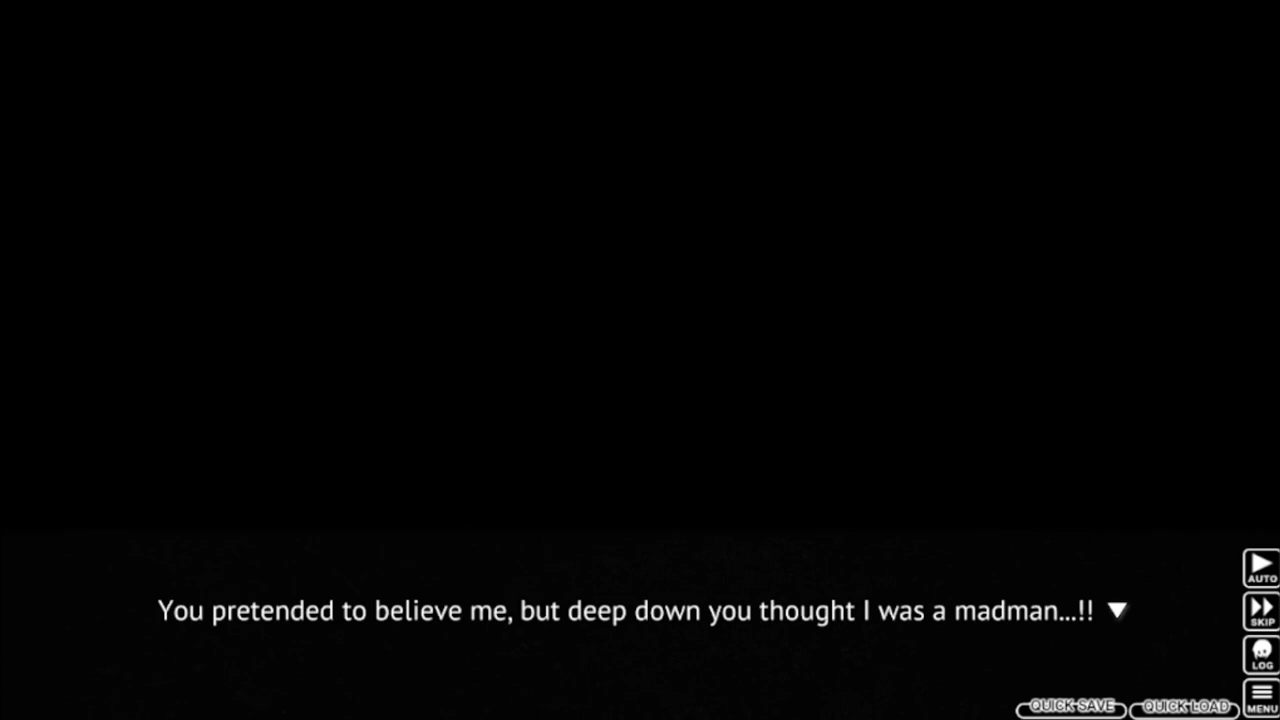 You pretended to believe me, but deep down you thought I was a madman...!!
AUTO
SKIP
LOG
MENU
QUICK SAVE
QUICK LOAD